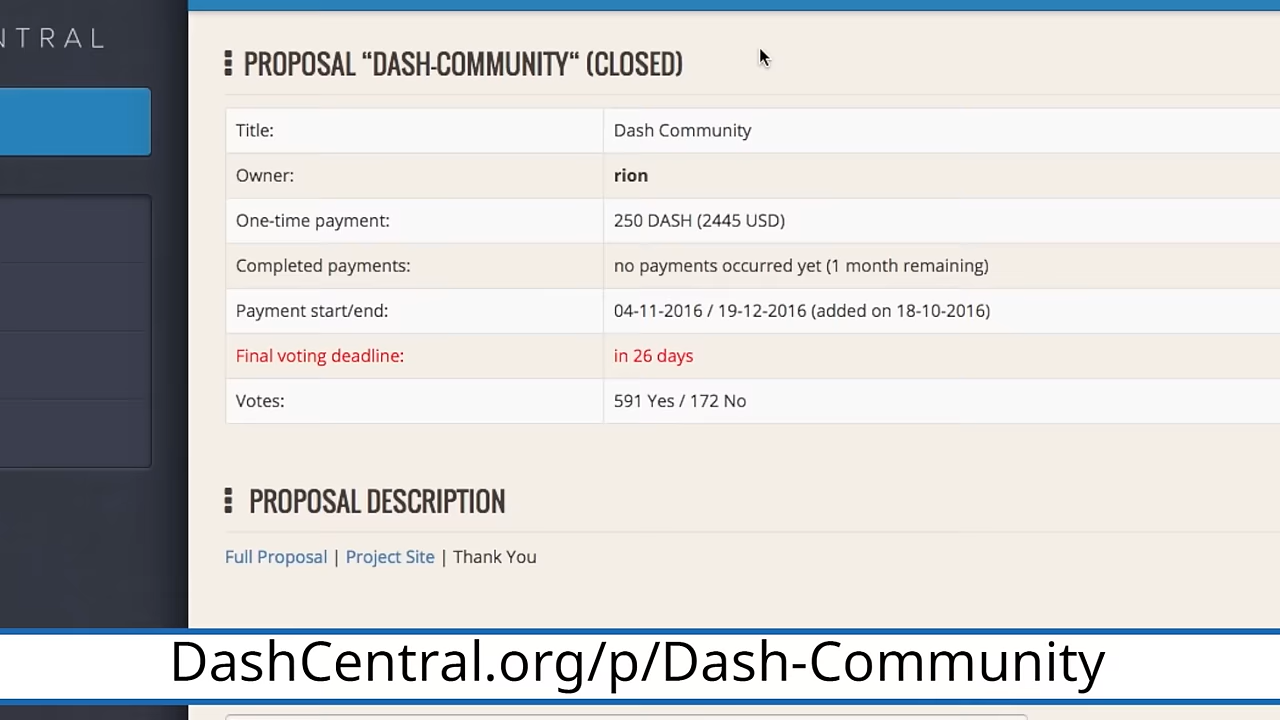 NTRAL
PROPOSAL “DASH-COMMUNITY“ (CLOSED)
Title: Dash Community
Owner: rion
One-time payment: 250 DASH (2445 USD)
Completed payments: no payments occurred yet (1 month remaining)
Payment start/end: 04-11-2016 / 19-12-2016 (added on 18-10-2016)
Final voting deadline: in 26 days
Votes: 591 Yes / 172 No
PROPOSAL DESCRIPTION
Full Proposal | Project Site | Thank You
DashCentral.org/p/Dash-Community